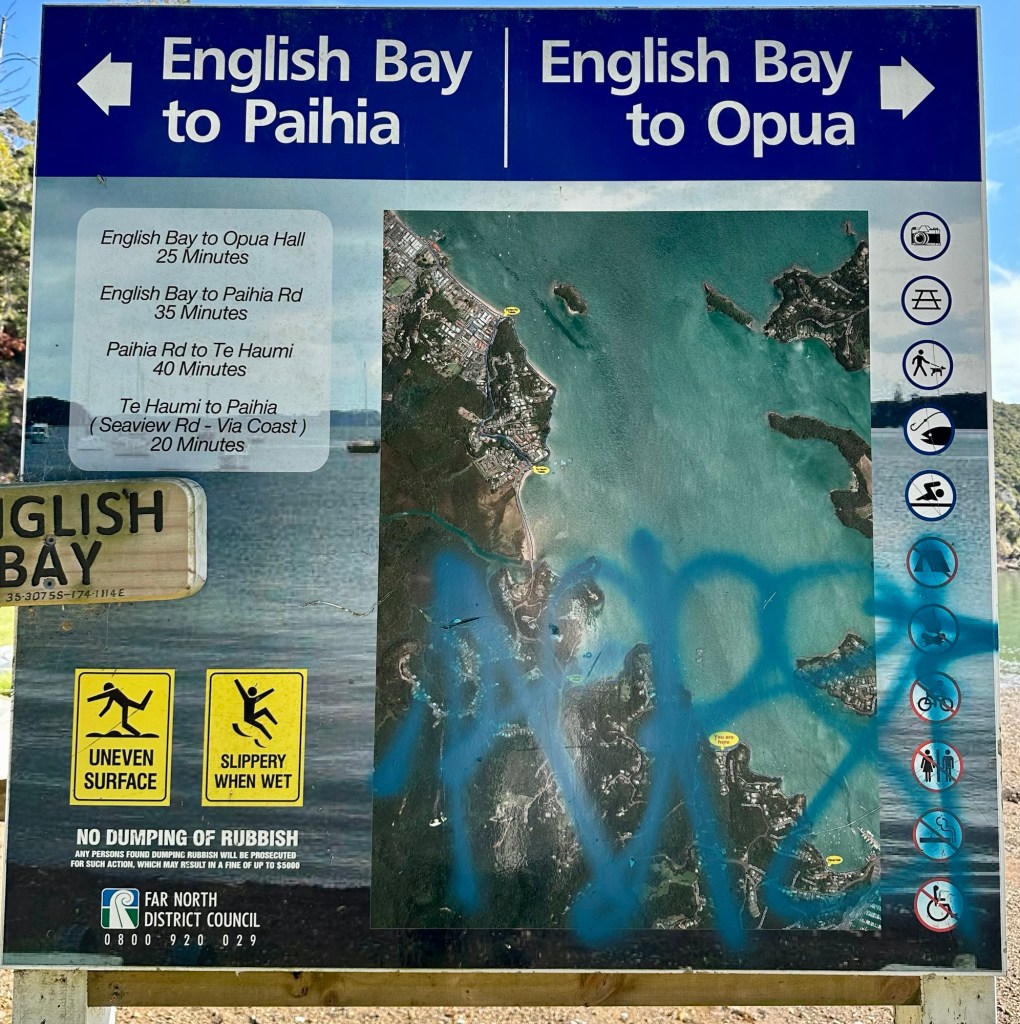 English Bay
to Paihia
English Bay
to Opua
English Bay to Opua Hall
25 Minutes
English Bay to Paihia Rd
35 Minutes
Paihia Rd to Te Haumi
40 Minutes
Te Haumi to Paihia
( Seaview Rd - Via Coast )
20 Minutes
NGLISH
BAY
35·3075S–174·1114E
You are
here
UNEVEN
SURFACE
SLIPPERY
WHEN WET
NO DUMPING OF RUBBISH
ANY PERSONS FOUND DUMPING RUBBISH WILL BE PROSECUTED
FOR SUCH ACTION, WHICH MAY RESULT IN A FINE OF UP TO $5000
FAR NORTH
DISTRICT COUNCIL
0800 920 029